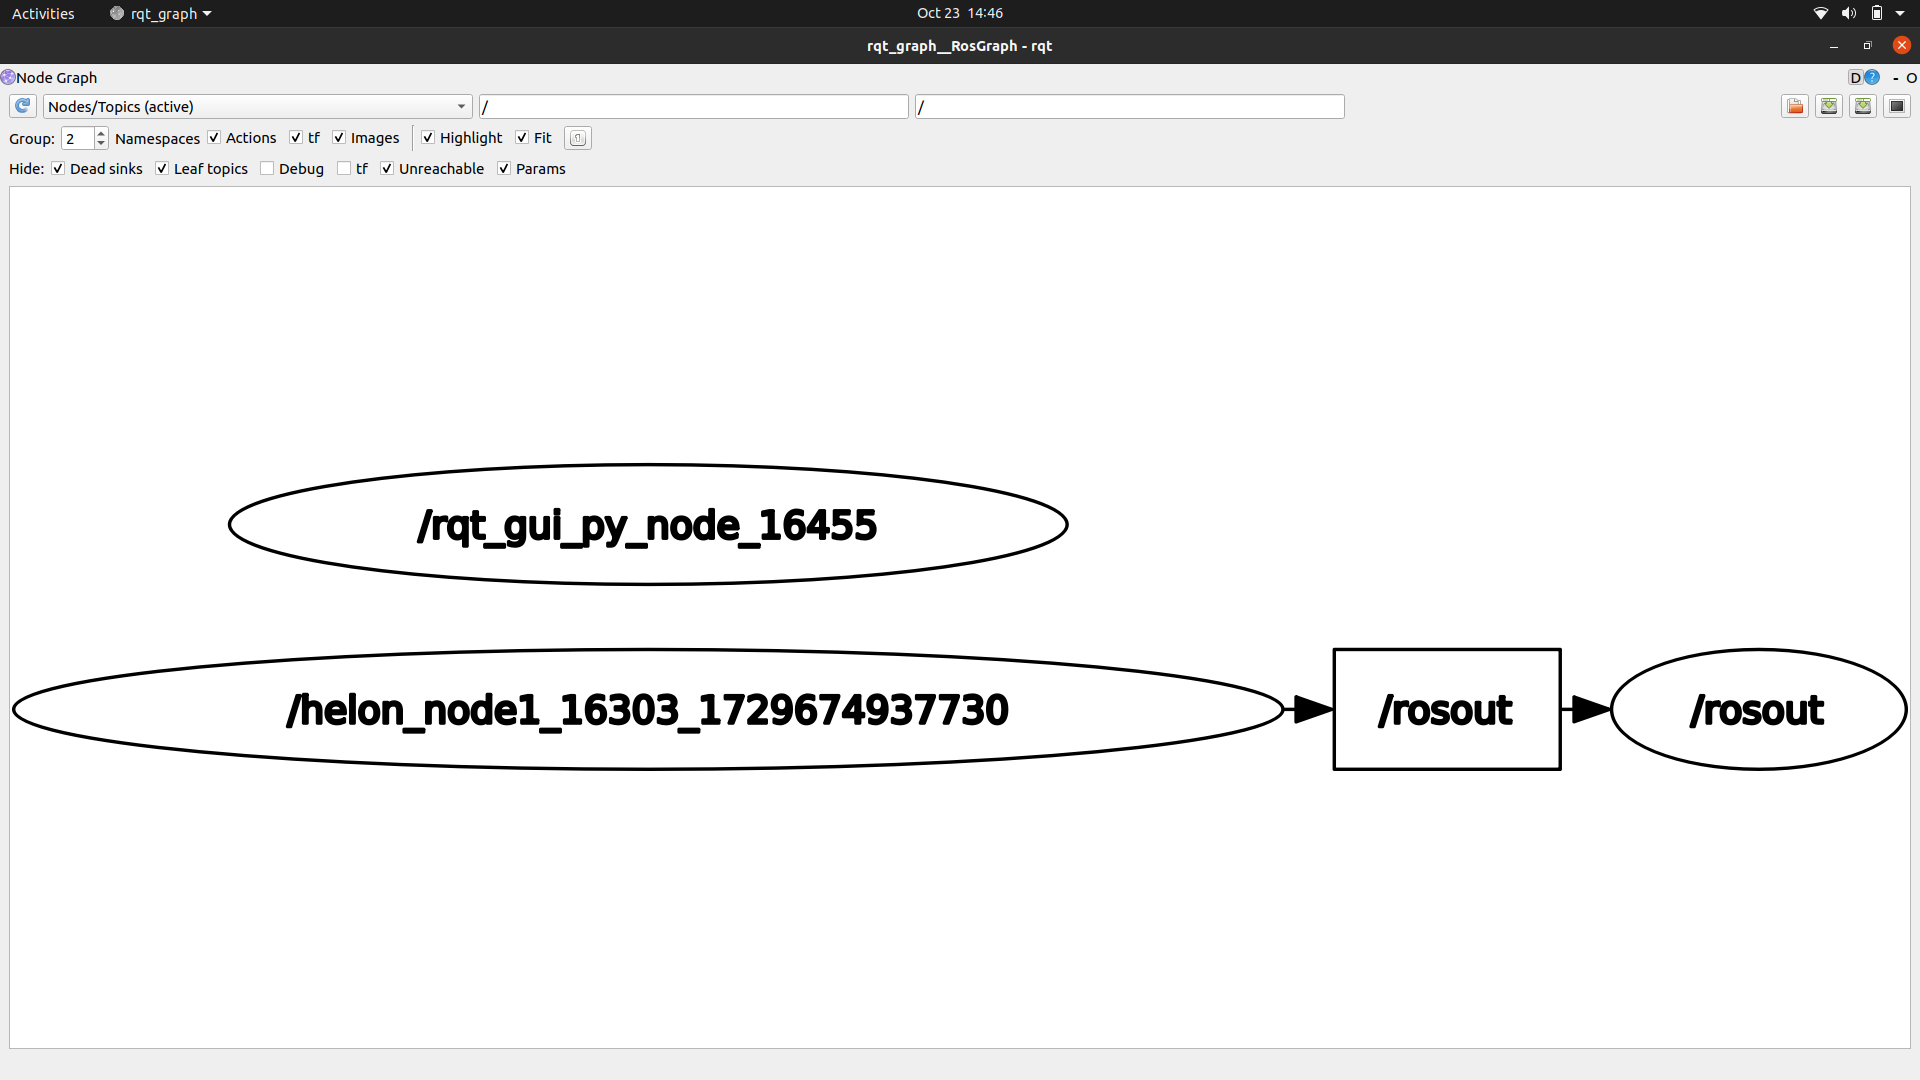 Activities rqt_graph Oct 23 14:46
rqt_graph__RosGraph - rqt
Node Graph D ? - O
Nodes/Topics (active) / /
Group: 2 Namespaces Actions tf Images Highlight Fit
Hide: Dead sinks Leaf topics Debug tf Unreachable Params
/rqt_gui_py_node_16455
/helon_node1_16303_1729674937730 /rosout /rosout